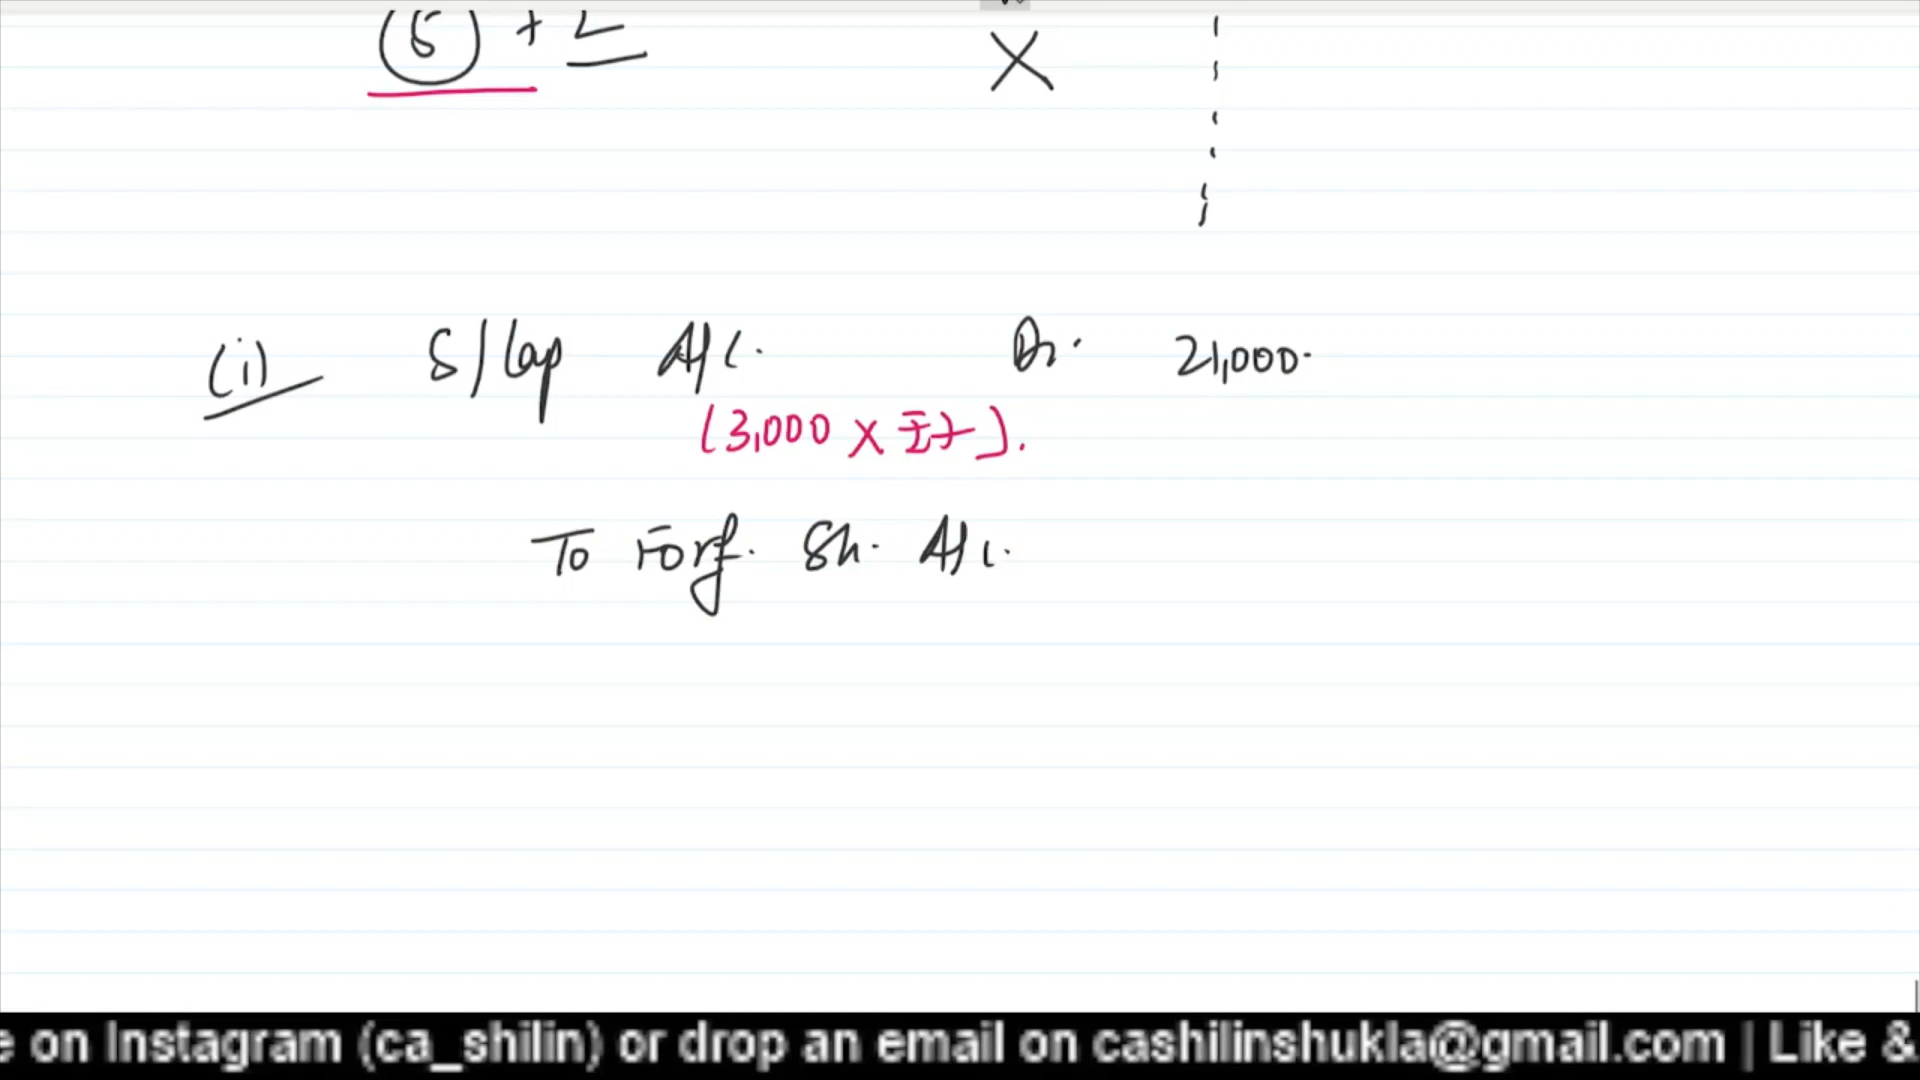 (5) + 2
X
(i) S/Cap A/c. Dr. 21,000.
[3,000 X ₹7].
To Forf. Sh. A/c.
e on Instagram (ca_shilin) or drop an email on cashilinshukla@gmail.com | Like &